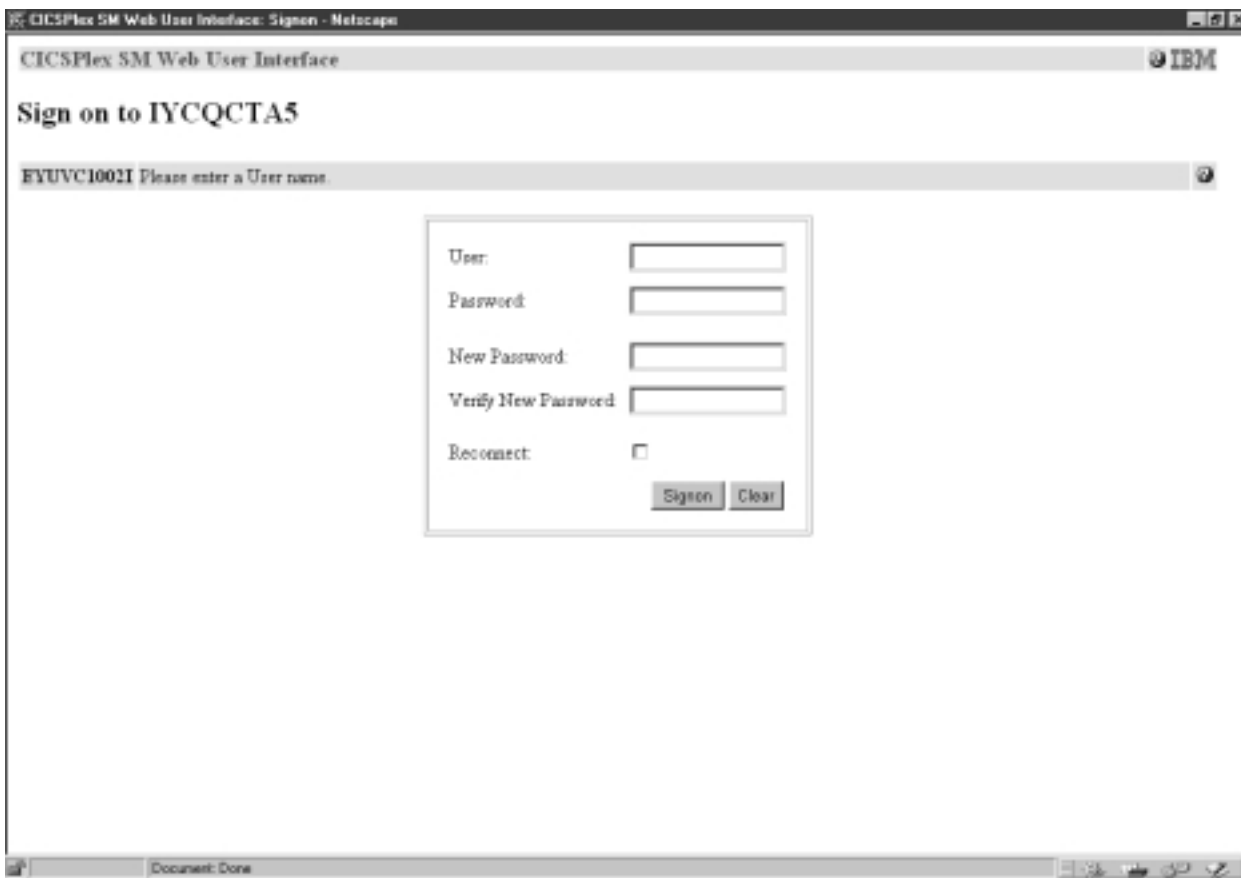 CICSPlex SM Web User Interface: Signon - Netscape
CICSPlex SM Web User Interface IBM
Sign on to IYCQCTA5
EYUVC1002I Please enter a User name.
User:
Password:
New Password:
Verify New Password:
Reconnect:
Signon Clear
Document: Done